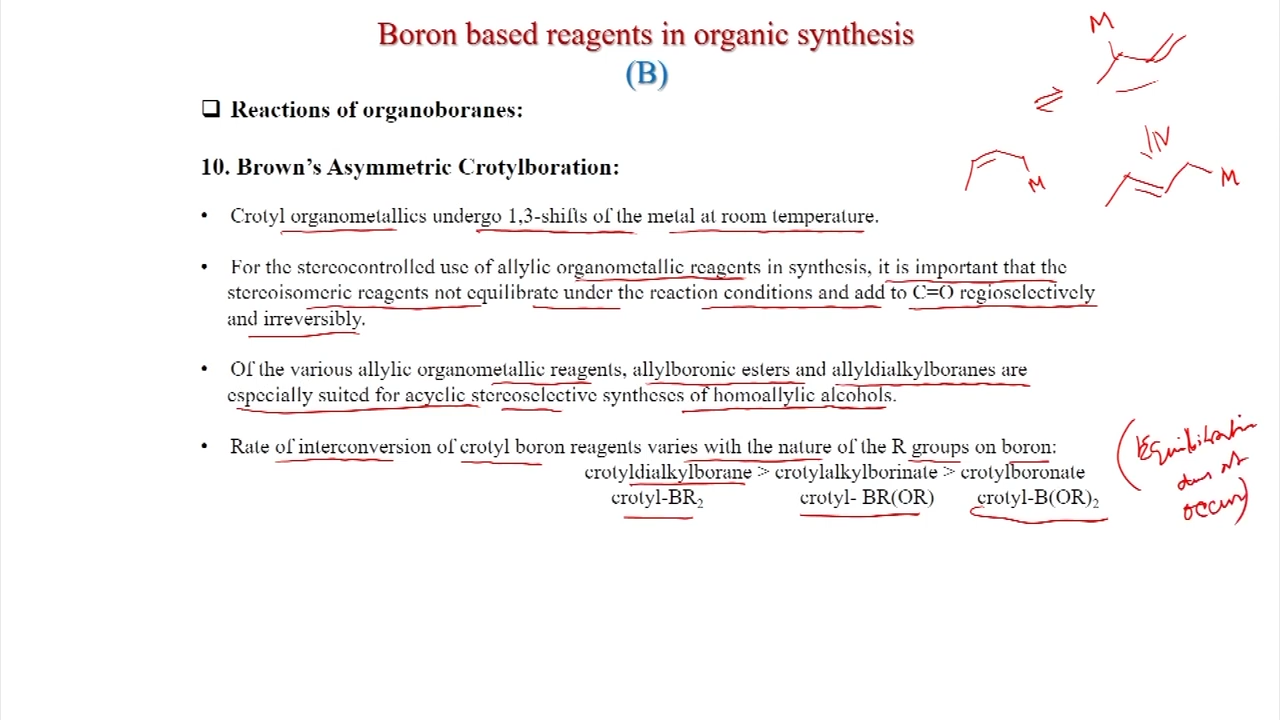 Boron based reagents in organic synthesis
(B)
Reactions of organoboranes:
10. Brown's Asymmetric Crotylboration:
• Crotyl organometallics undergo 1,3-shifts of the metal at room temperature.
• For the stereocontrolled use of allylic organometallic reagents in synthesis, it is important that the
stereoisomeric reagents not equilibrate under the reaction conditions and add to C=O regioselectively
and irreversibly.
• Of the various allylic organometallic reagents, allylboronic esters and allyldialkylboranes are
especially suited for acyclic stereoselective syntheses of homoallylic alcohols.
• Rate of interconversion of crotyl boron reagents varies with the nature of the R groups on boron:
crotyldialkylborane > crotylalkylborinate > crotylboronate
crotyl-BR₂ crotyl- BR(OR) crotyl-B(OR)₂
M
M
M
(Equilibration
does not
occur)